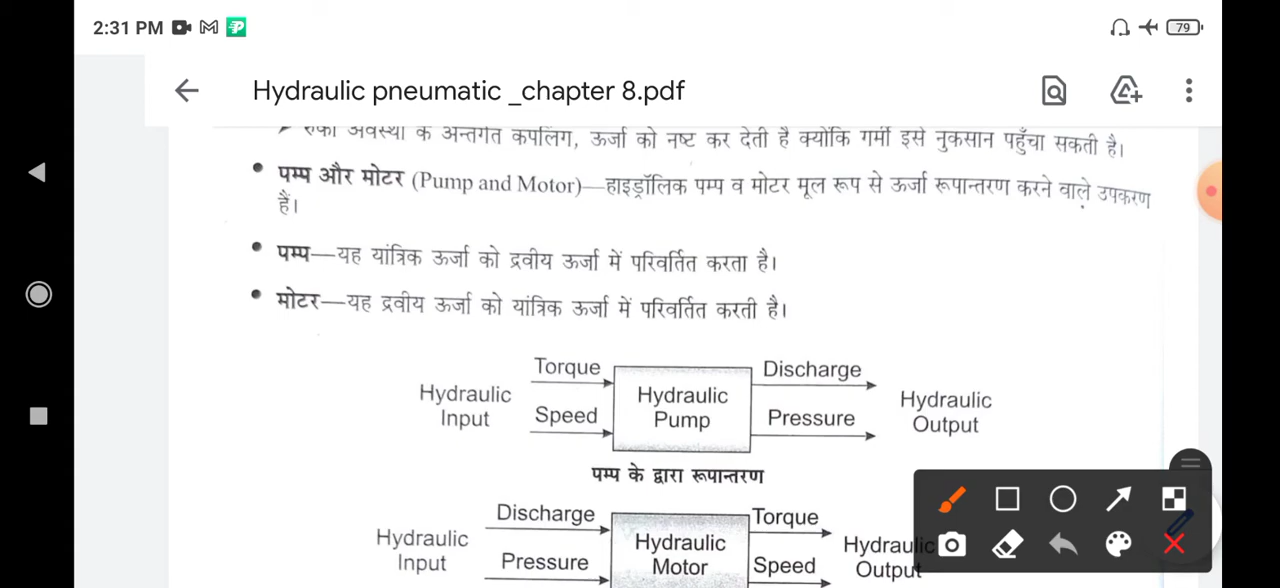 2:31 PM
79
Hydraulic pneumatic _chapter 8.pdf
रुकी अवस्था के अन्तर्गत कपलिंग, ऊर्जा को नष्ट कर देती है क्योंकि गर्मी इसे नुकसान पहुँचा सकती है।
• पम्प और मोटर (Pump and Motor)—हाइड्रॉलिक पम्प व मोटर मूल रूप से ऊर्जा रूपान्तरण करने वाले उपकरण
हैं।
• पम्प—यह यांत्रिक ऊर्जा को द्रवीय ऊर्जा में परिवर्तित करता है।
• मोटर—यह द्रवीय ऊर्जा को यांत्रिक ऊर्जा में परिवर्तित करती है।
Hydraulic Input
Torque
Speed
Hydraulic Pump
Discharge
Pressure
Hydraulic Output
पम्प के द्वारा रूपान्तरण
Hydraulic Input
Discharge
Pressure
Hydraulic Motor
Torque
Speed
Hydraulic Output